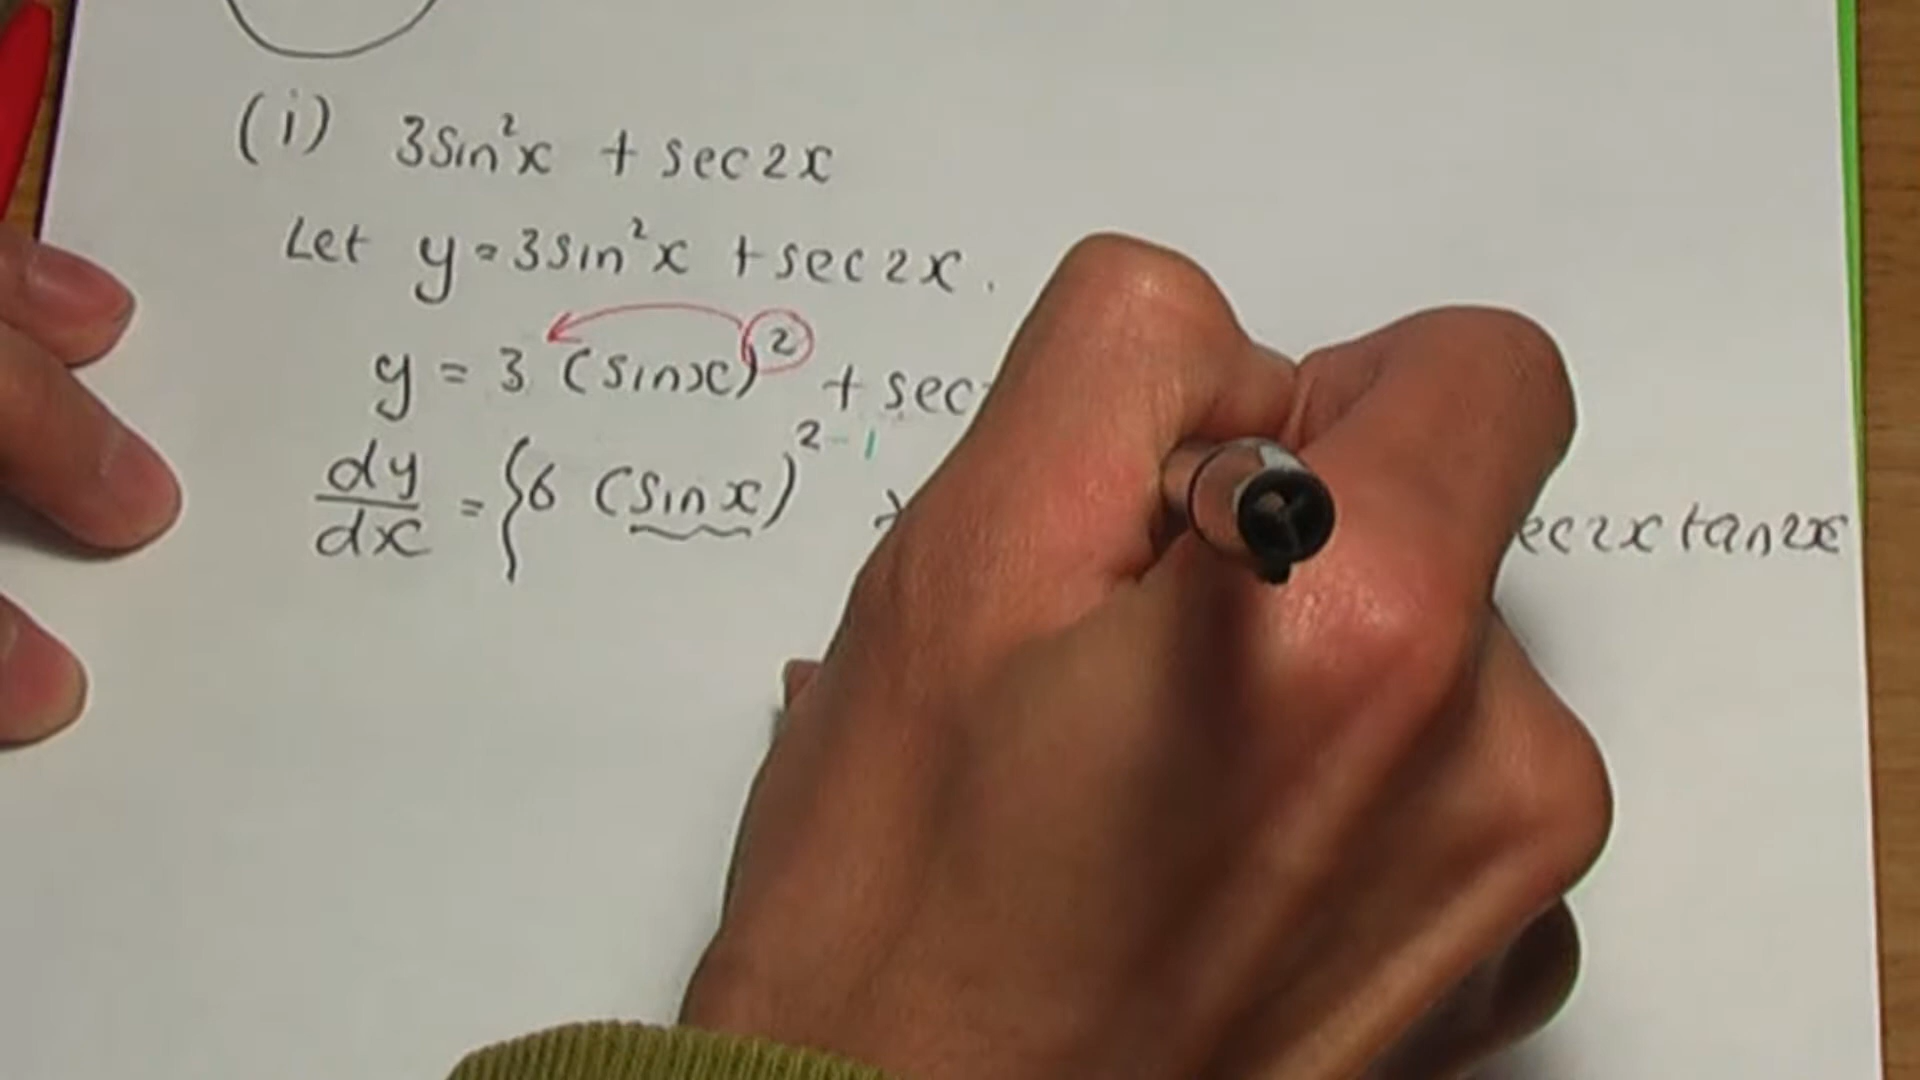 (i) 3sin²x + sec2x
Let y = 3sin²x + sec2x.
y = 3 (sinx)² + sec
dy/dx = {6 (sinx)²⁻¹ ec2x tan2x